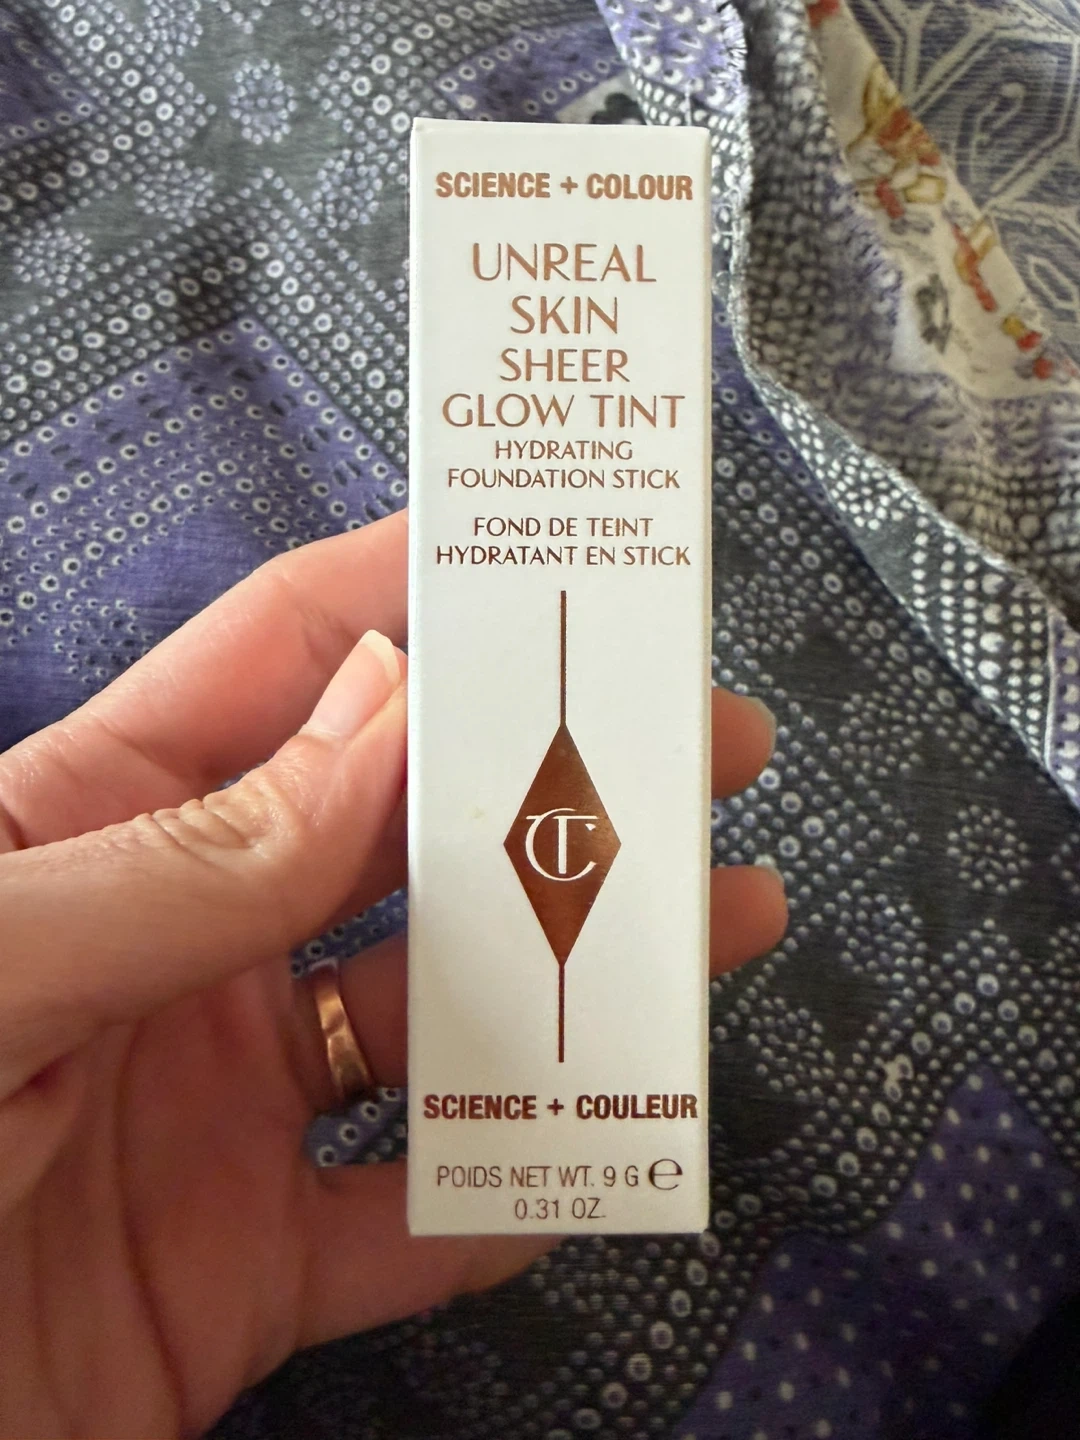 SCIENCE + COLOUR
UNREAL
SKIN
SHEER
GLOW TINT
HYDRATING
FOUNDATION STICK
FOND DE TEINT
HYDRATANT EN STICK
CT
SCIENCE + COULEUR
POIDS NET WT. 9 G ℮
0.31 OZ.